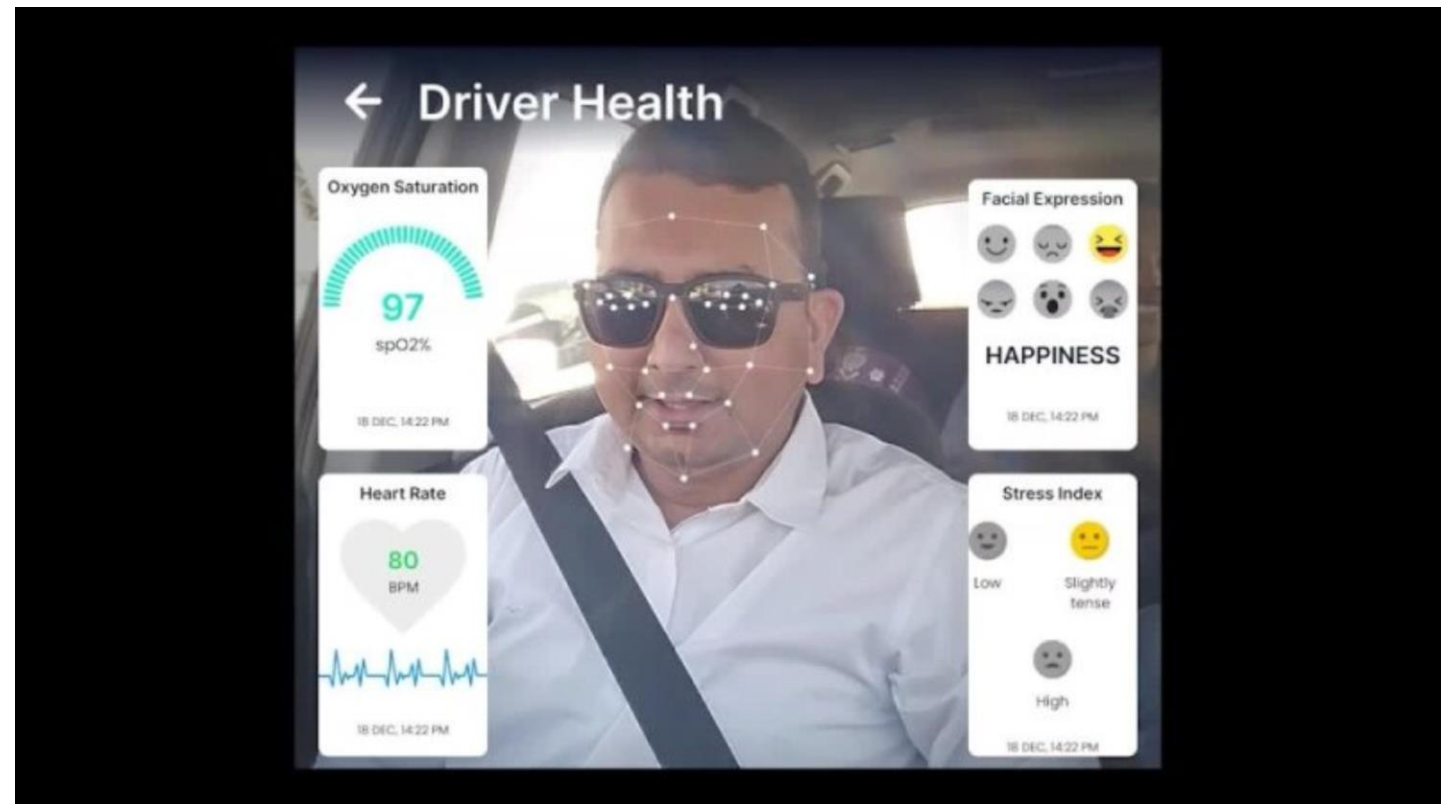 Driver Health
Oxygen Saturation
97
spO2%
18 DEC, 14:22 PM
Heart Rate
80
BPM
18 DEC, 14:22 PM
Facial Expression
HAPPINESS
18 DEC, 14:22 PM
Stress Index
Low
Slightly
tense
High
18 DEC, 14:22 PM